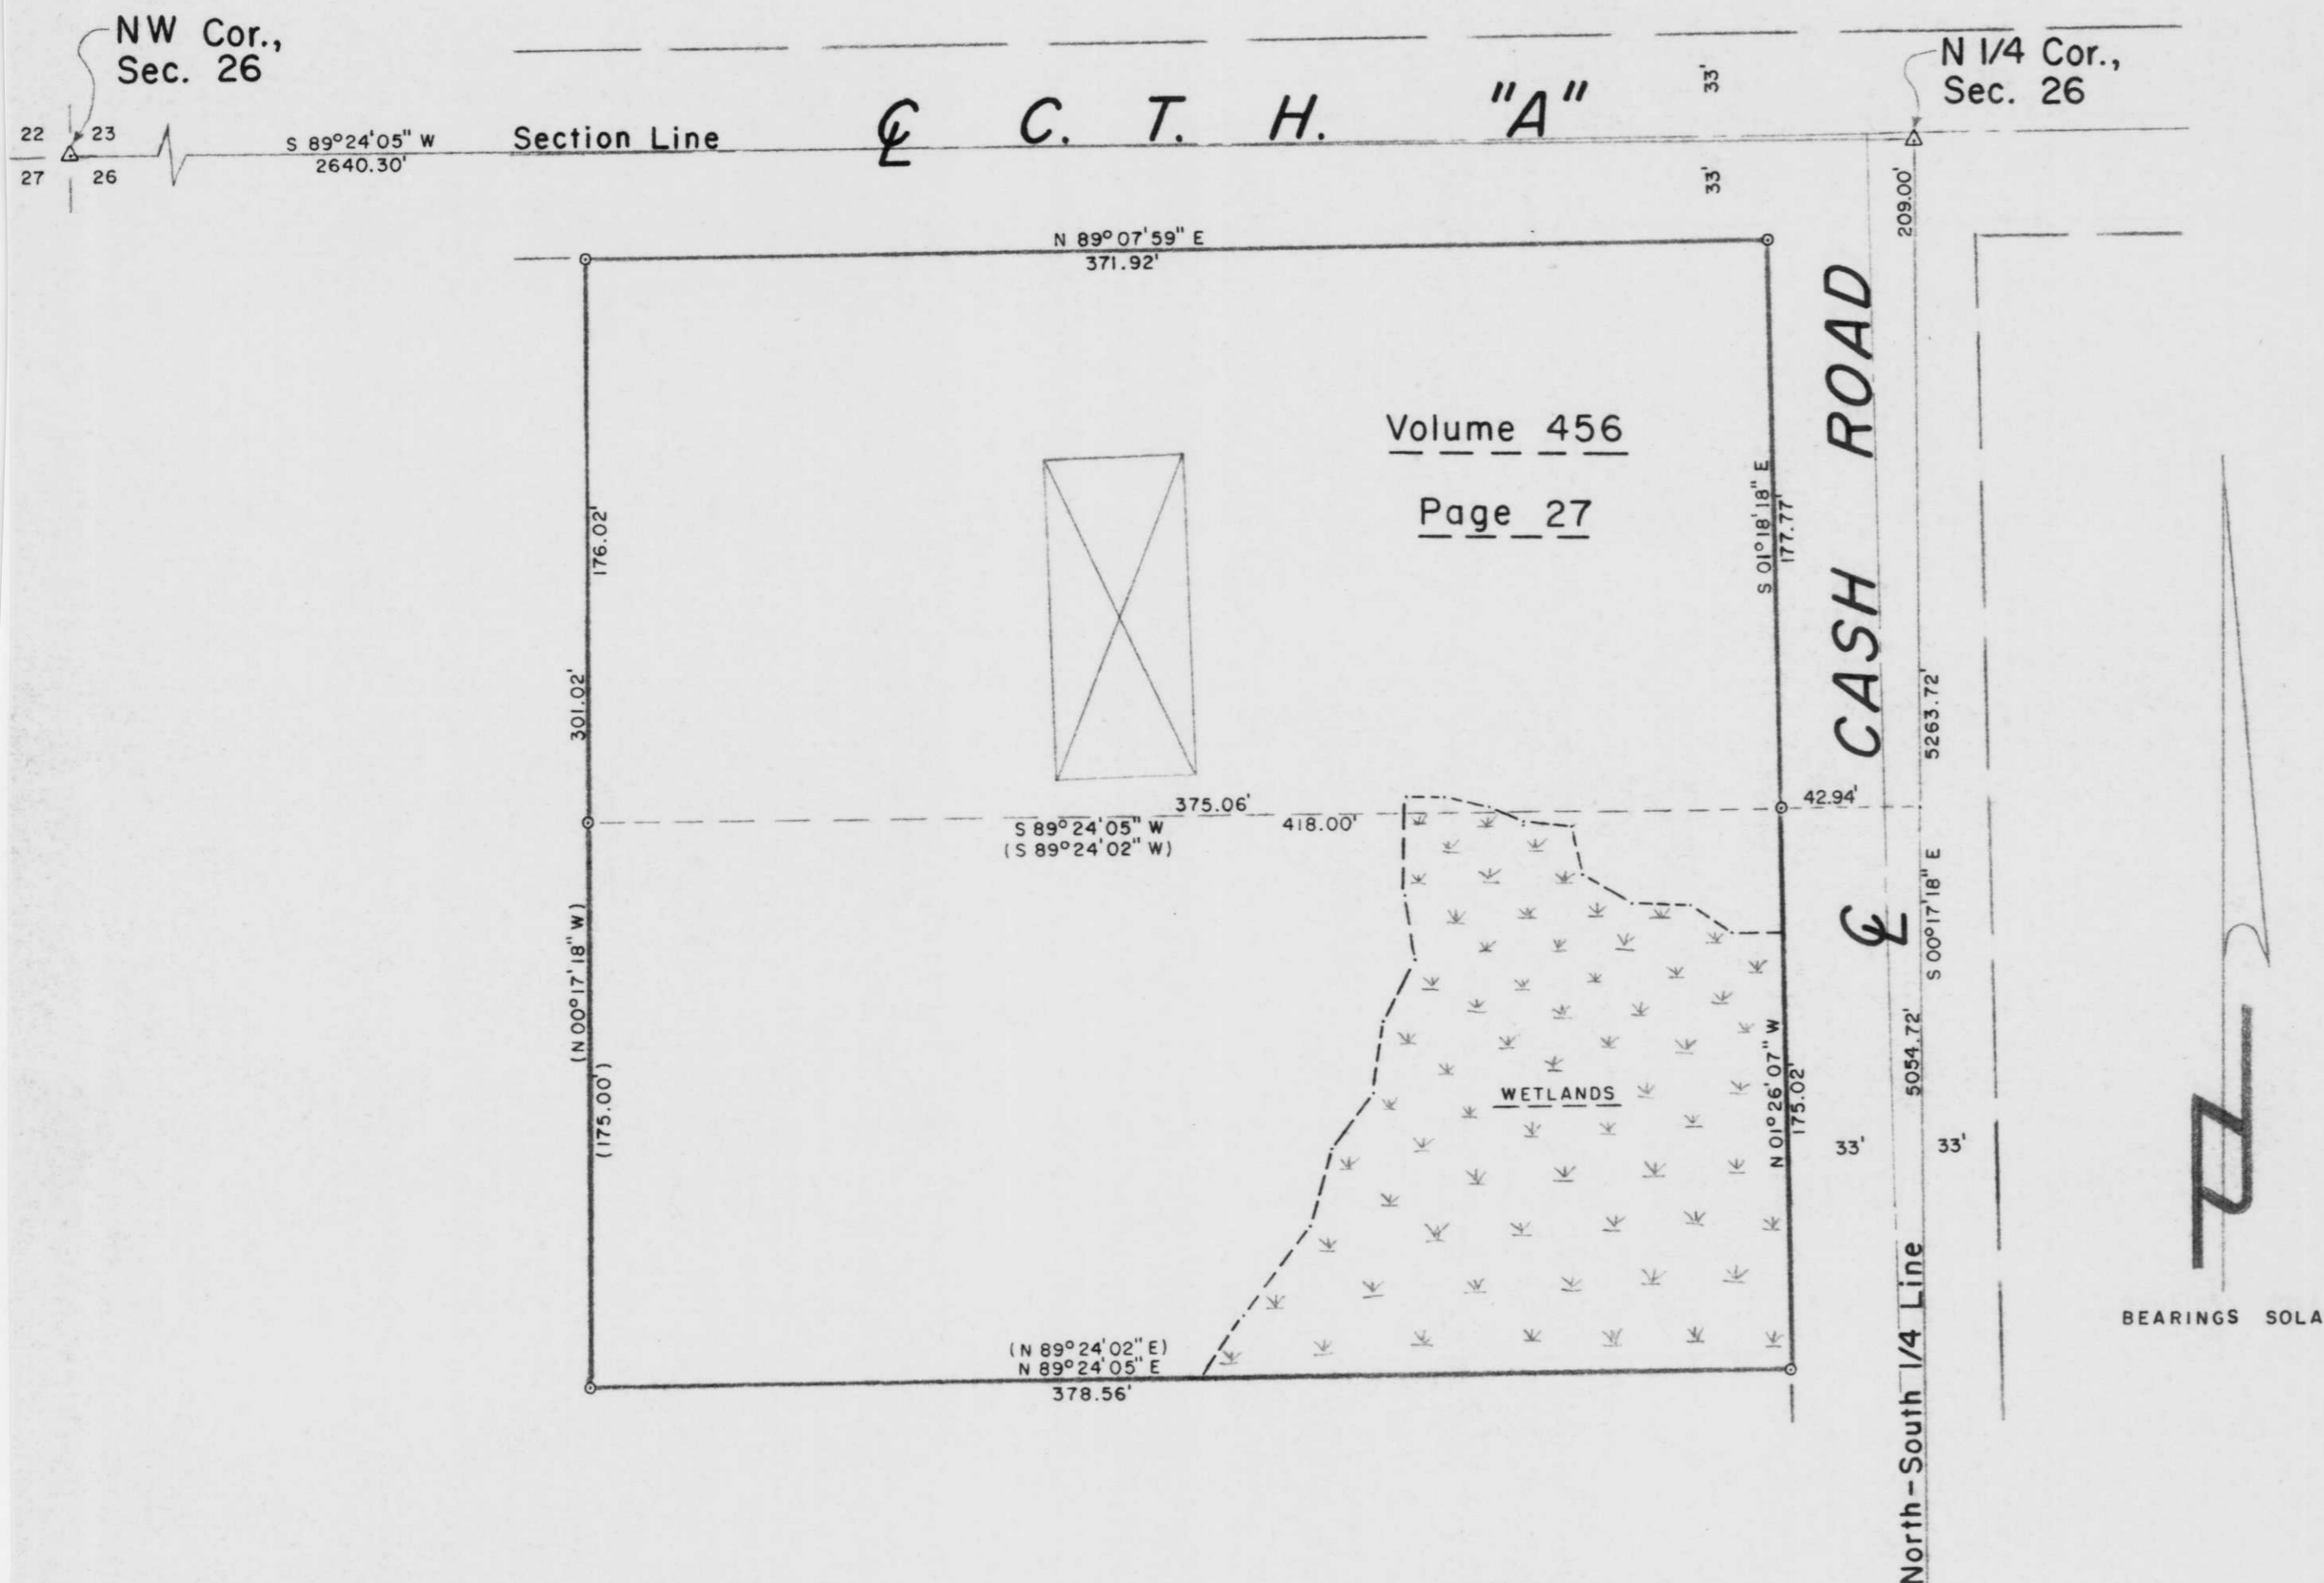 NW Cor.,
Sec. 26
N 1/4 Cor.,
Sec. 26
22 23
27 26
S 89°24'05" W
2640.30'
Section Line
℄ C. T. H. "A"
33'
33'
209.00'
N 89°07'59" E
371.92'
Volume 456
Page 27
176.02'
301.02'
S 01°18'18" E
177.77'
℄ CASH ROAD
5263.72'
375.06'
42.94'
S 89°24'05" W
418.00'
(S 89°24'02" W)
(N 00°17'18" W)
(175.00')
S 00°17'18" E
5054.72'
WETLANDS
N 01°26'07" W
175.02'
33'
33'
North-South 1/4 Line
(N 89°24'02" E)
N 89°24'05" E
378.56'
N
BEARINGS SOLA